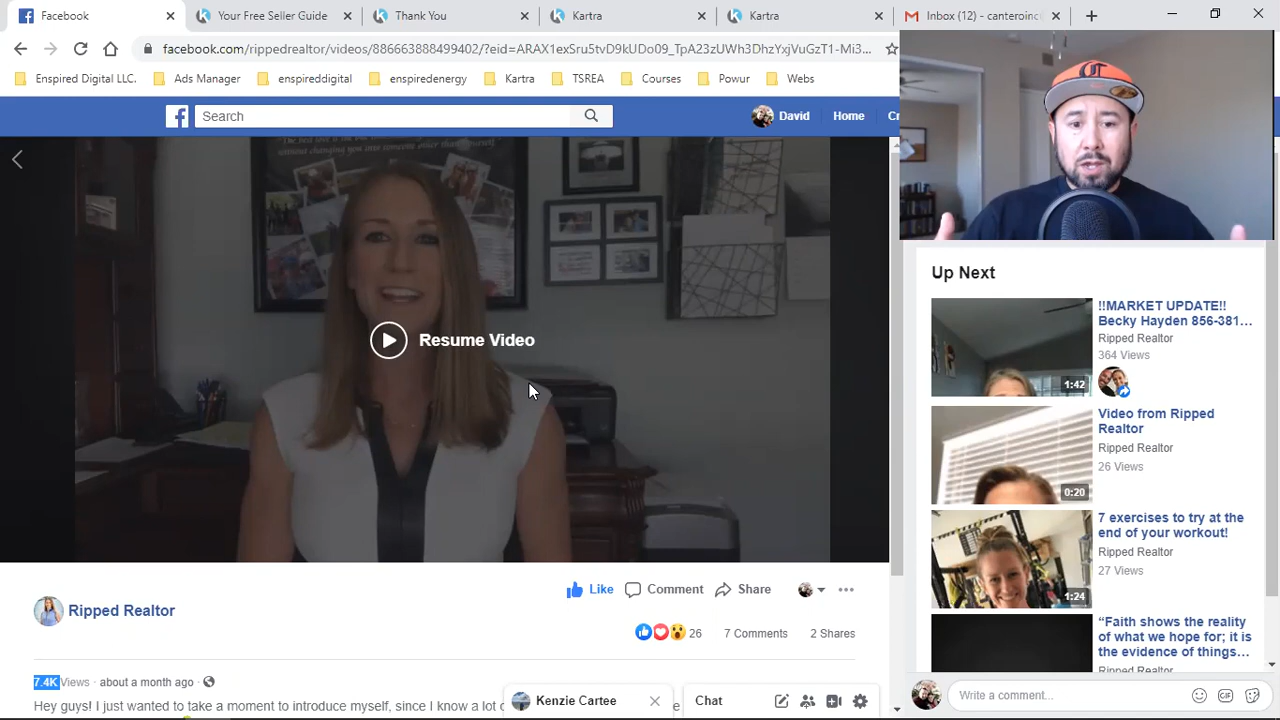 Facebook
Your Free Seller Guide
Thank You
Kartra
Kartra
Inbox (12) - canteroinc
facebook.com/rippedrealtor/videos/886663888499402/?eid=ARAX1exSru5tvD9kUDo09_TpA23zUWh3DhzYxjVuGzT1-Mi3...
Enspired Digital LLC.
Ads Manager
enspireddigital
enspiredenergy
Kartra
TSREA
Courses
Powur
Webs
Search
David
Home
Cr
Resume Video
Up Next
!!MARKET UPDATE!!
Becky Hayden 856-381...
Ripped Realtor
364 Views
1:42
Video from Ripped
Realtor
Ripped Realtor
26 Views
0:20
7 exercises to try at the
end of your workout!
Ripped Realtor
27 Views
1:24
“Faith shows the reality
of what we hope for; it is
the evidence of things...
Ripped Realtor
Like
Comment
Share
Ripped Realtor
26
7 Comments
2 Shares
7.4K Views · about a month ago ·
Hey guys! I just wanted to take a moment to introduce myself, since I know a lot
Kenzie Cartee
Chat
Write a comment...
GIF